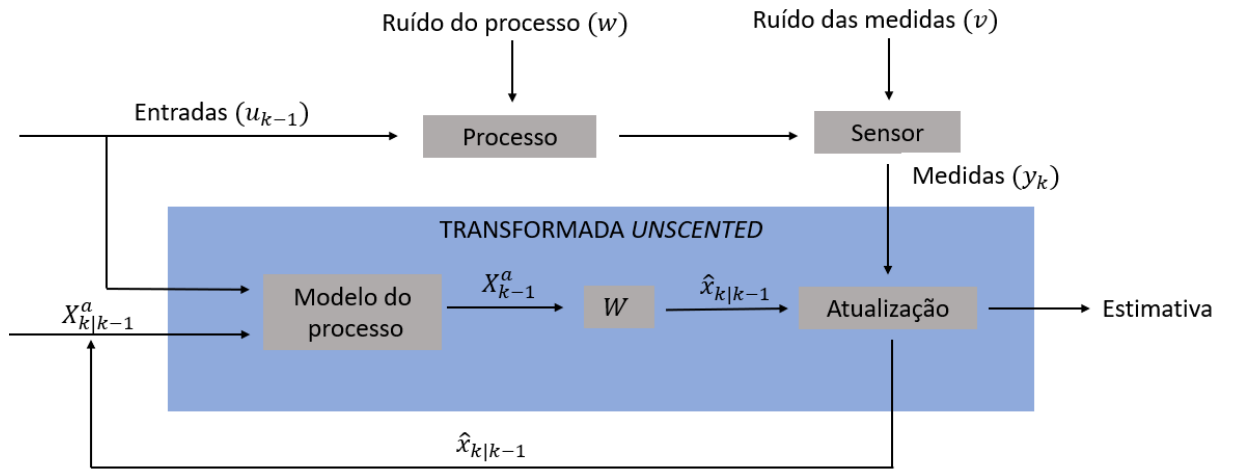 Ruído do processo (w)
Ruído das medidas (v)
Entradas (u_{k−1})
Processo
Sensor
Medidas (y_k)
TRANSFORMADA UNSCENTED
X^a_{k|k−1}
Modelo do
processo
X^a_{k−1}
W
x̂_{k|k−1}
Atualização
Estimativa
x̂_{k|k−1}